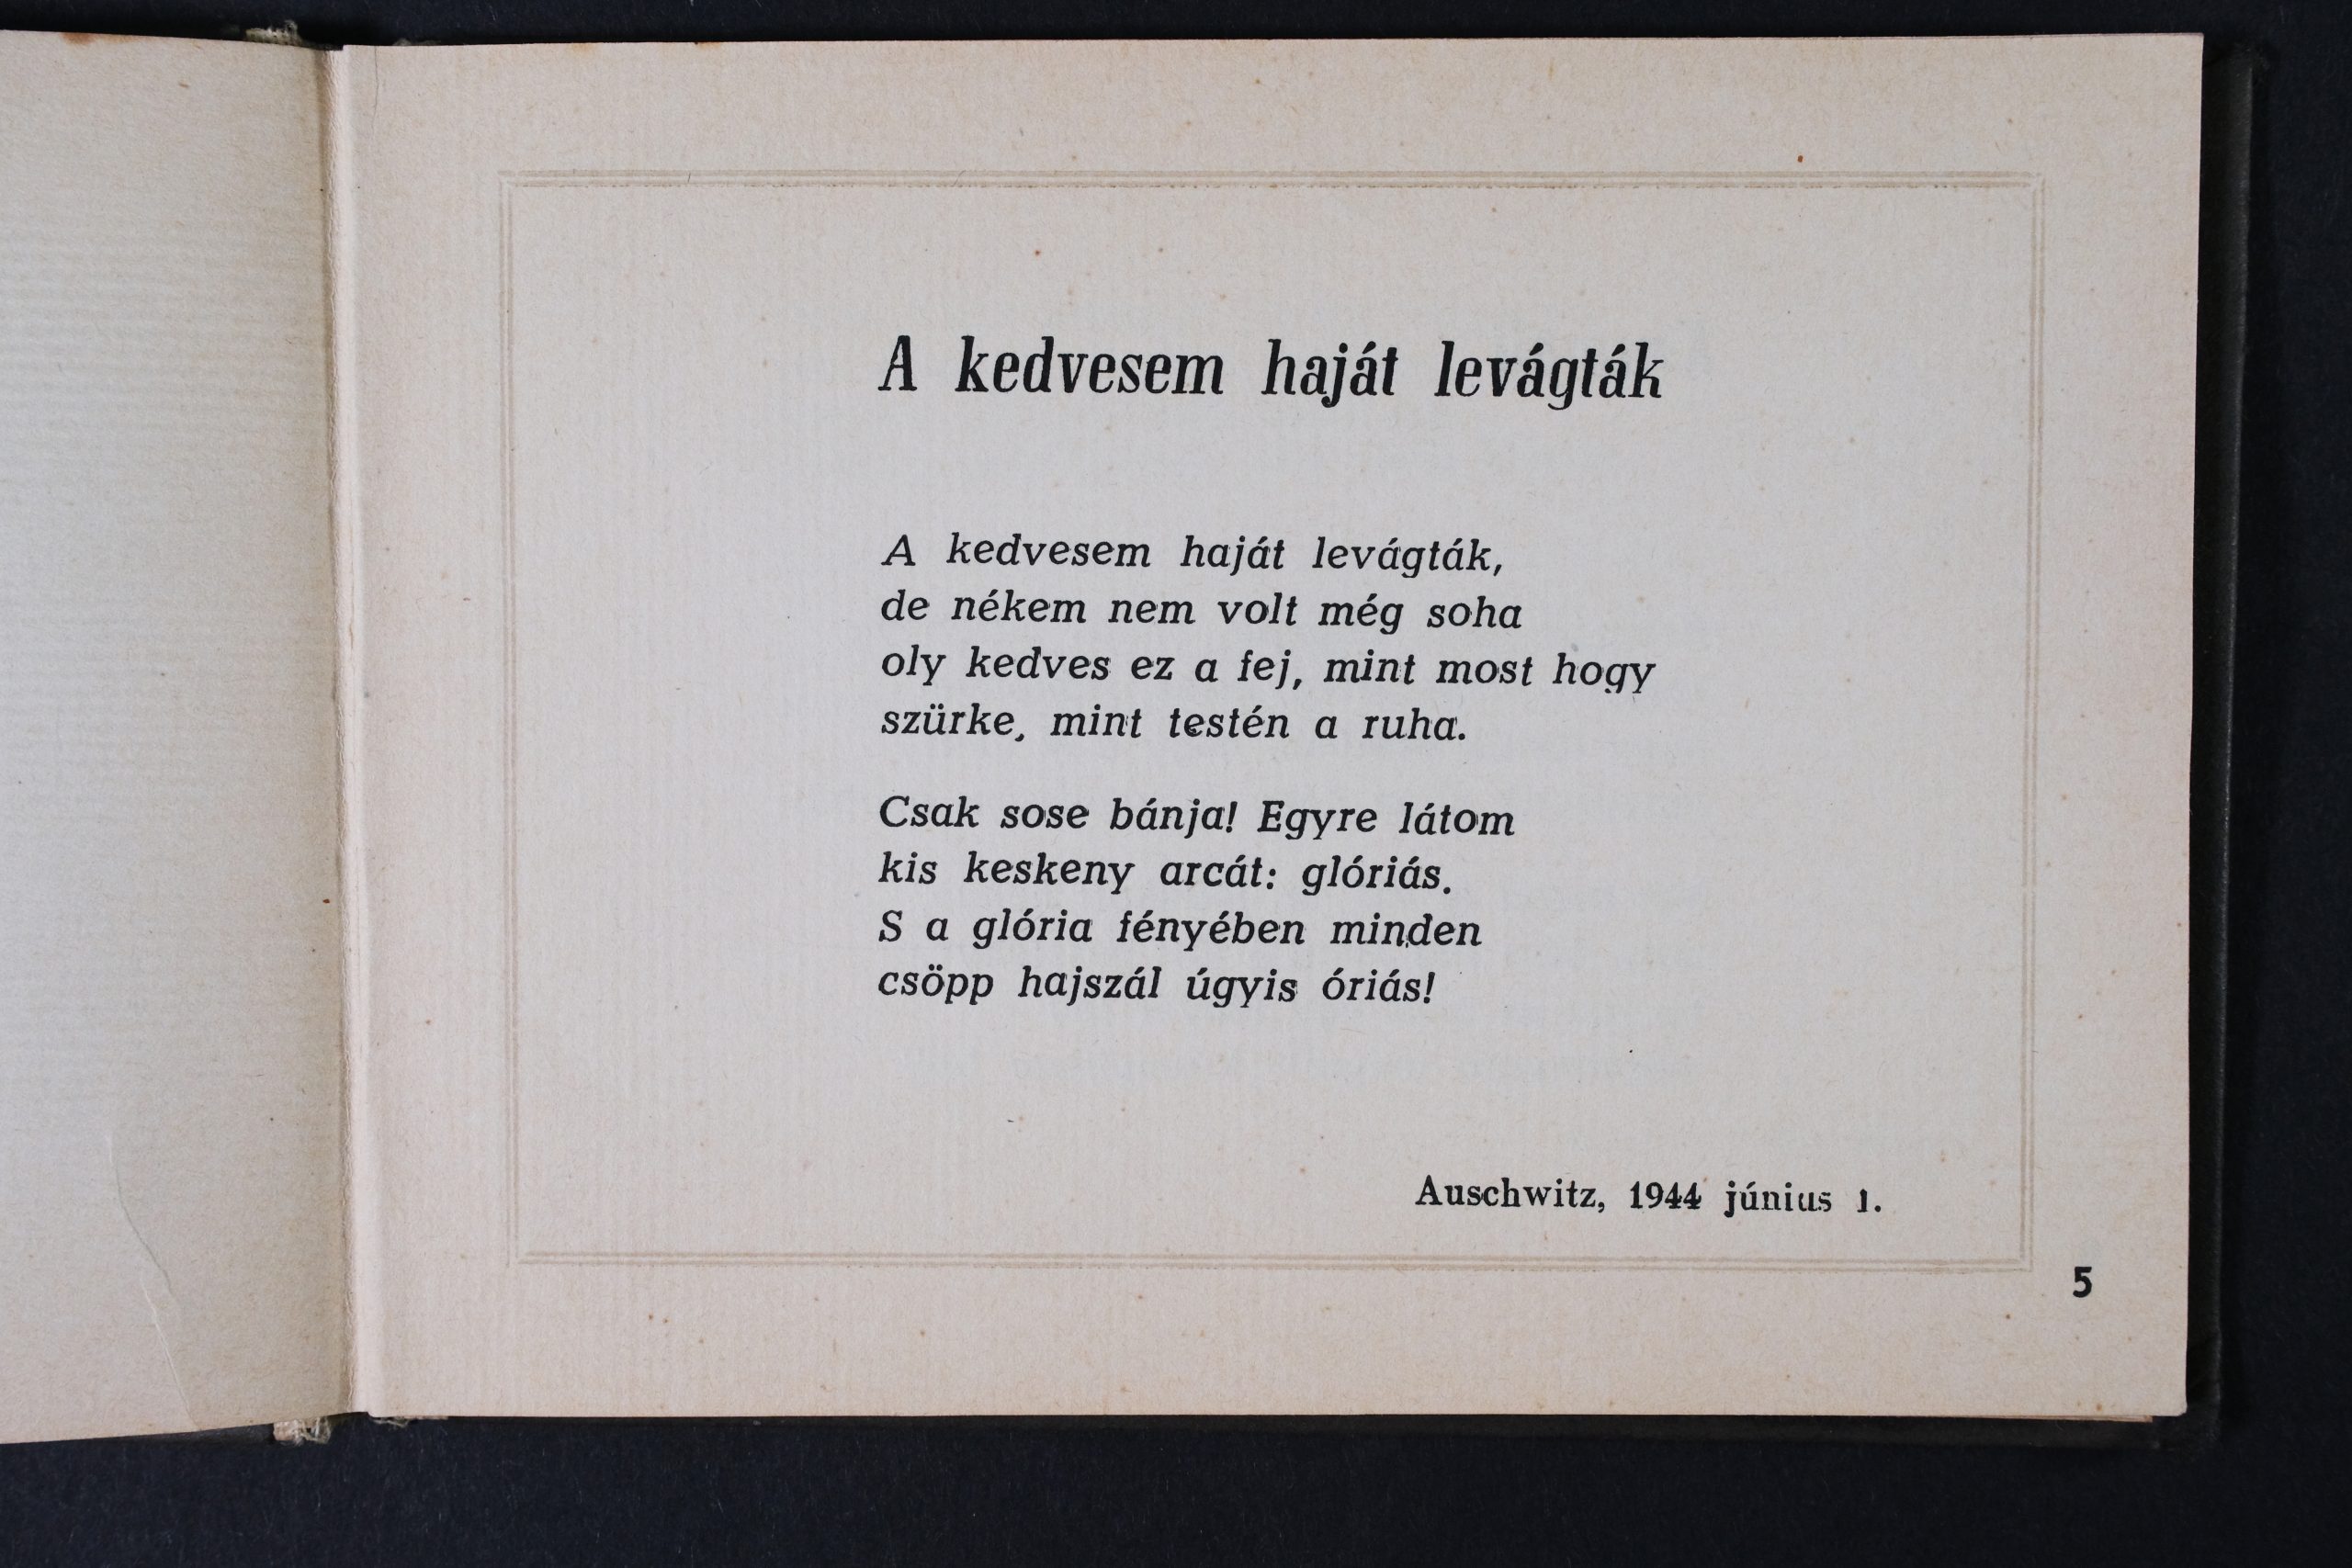 A kedvesem haját levágták
A kedvesem haját levágták,
de nékem nem volt még soha
oly kedves ez a fej, mint most hogy
szürke, mint testén a ruha.
Csak sose bánja! Egyre látom
kis keskeny arcát: glóriás.
S a glória fényében minden
csöpp hajszál úgyis óriás!
Auschwitz, 1944 június 1.
5